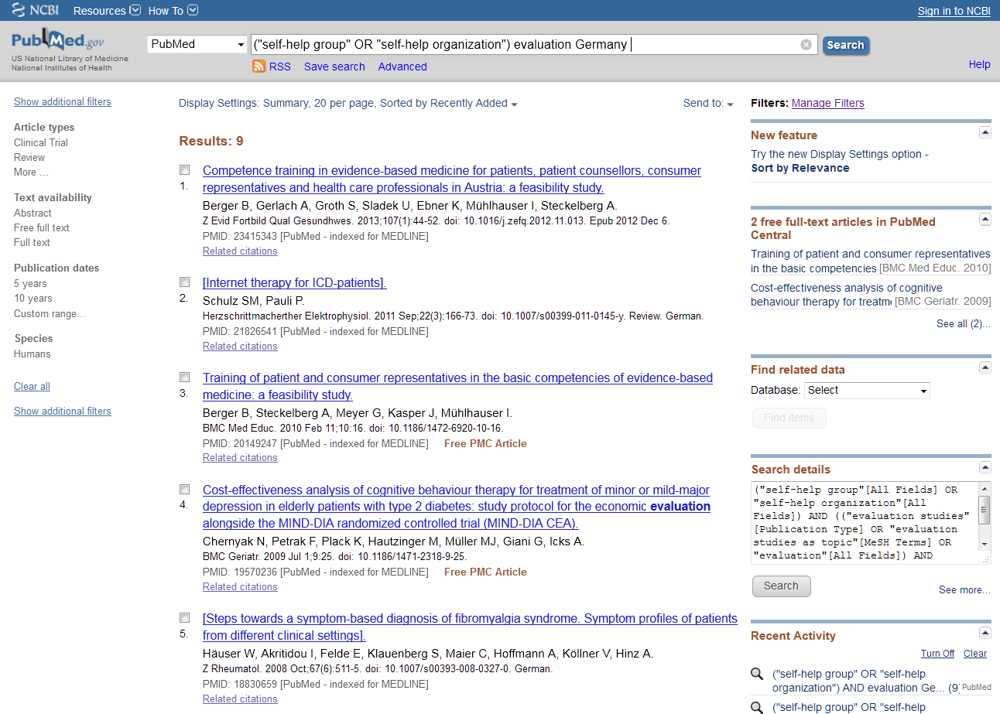 NCBI Resources How To Sign in to NCBI
PubMed.gov
US National Library of Medicine
National Institutes of Health
PubMed ("self-help group" OR "self-help organization") evaluation Germany Search
RSS Save search Advanced
Help
Show additional filters
Article types
Clinical Trial
Review
More ...
Text availability
Abstract
Free full text
Full text
Publication dates
5 years
10 years
Custom range...
Species
Humans
Clear all
Show additional filters
Display Settings: Summary, 20 per page, Sorted by Recently Added Send to:
Results: 9
Competence training in evidence-based medicine for patients, patient counsellors, consumer
1. representatives and health care professionals in Austria: a feasibility study.
Berger B, Gerlach A, Groth S, Sladek U, Ebner K, Mühlhauser I, Steckelberg A.
Z Evid Fortbild Qual Gesundhwes. 2013;107(1):44-52. doi: 10.1016/j.zefq.2012.11.013. Epub 2012 Dec 6.
PMID: 23415343 [PubMed - indexed for MEDLINE]
Related citations
[Internet therapy for ICD-patients].
2. Schulz SM, Pauli P.
Herzschrittmacherther Elektrophysiol. 2011 Sep;22(3):166-73. doi: 10.1007/s00399-011-0145-y. Review. German.
PMID: 21826541 [PubMed - indexed for MEDLINE]
Related citations
Training of patient and consumer representatives in the basic competencies of evidence-based
3. medicine: a feasibility study.
Berger B, Steckelberg A, Meyer G, Kasper J, Mühlhauser I.
BMC Med Educ. 2010 Feb 11;10:16. doi: 10.1186/1472-6920-10-16.
PMID: 20149247 [PubMed - indexed for MEDLINE] Free PMC Article
Related citations
Cost-effectiveness analysis of cognitive behaviour therapy for treatment of minor or mild-major
4. depression in elderly patients with type 2 diabetes: study protocol for the economic evaluation
alongside the MIND-DIA randomized controlled trial (MIND-DIA CEA).
Chernyak N, Petrak F, Plack K, Hautzinger M, Müller MJ, Giani G, Icks A.
BMC Geriatr. 2009 Jul 1;9:25. doi: 10.1186/1471-2318-9-25.
PMID: 19570236 [PubMed - indexed for MEDLINE] Free PMC Article
Related citations
[Steps towards a symptom-based diagnosis of fibromyalgia syndrome. Symptom profiles of patients
5. from different clinical settings].
Häuser W, Akritidou I, Felde E, Klauenberg S, Maier C, Hoffmann A, Köllner V, Hinz A.
Z Rheumatol. 2008 Oct;67(6):511-5. doi: 10.1007/s00393-008-0327-0. German.
PMID: 18830659 [PubMed - indexed for MEDLINE]
Related citations
Filters: Manage Filters
New feature
Try the new Display Settings option -
Sort by Relevance
2 free full-text articles in PubMed
Central
Training of patient and consumer representatives
in the basic competencies [BMC Med Educ. 2010]
Cost-effectiveness analysis of cognitive
behaviour therapy for treatm [BMC Geriatr. 2009]
See all (2)...
Find related data
Database: Select
Find items
Search details
("self-help group"[All Fields] OR
"self-help organization"[All
Fields]) AND (("evaluation studies"
[Publication Type] OR "evaluation
studies as topic"[MeSH Terms] OR
"evaluation"[All Fields]) AND
Search See more...
Recent Activity
Turn Off Clear
("self-help group" OR "self-help
organization") AND evaluation Ge... (9) PubMed
("self-help group" OR "self-help